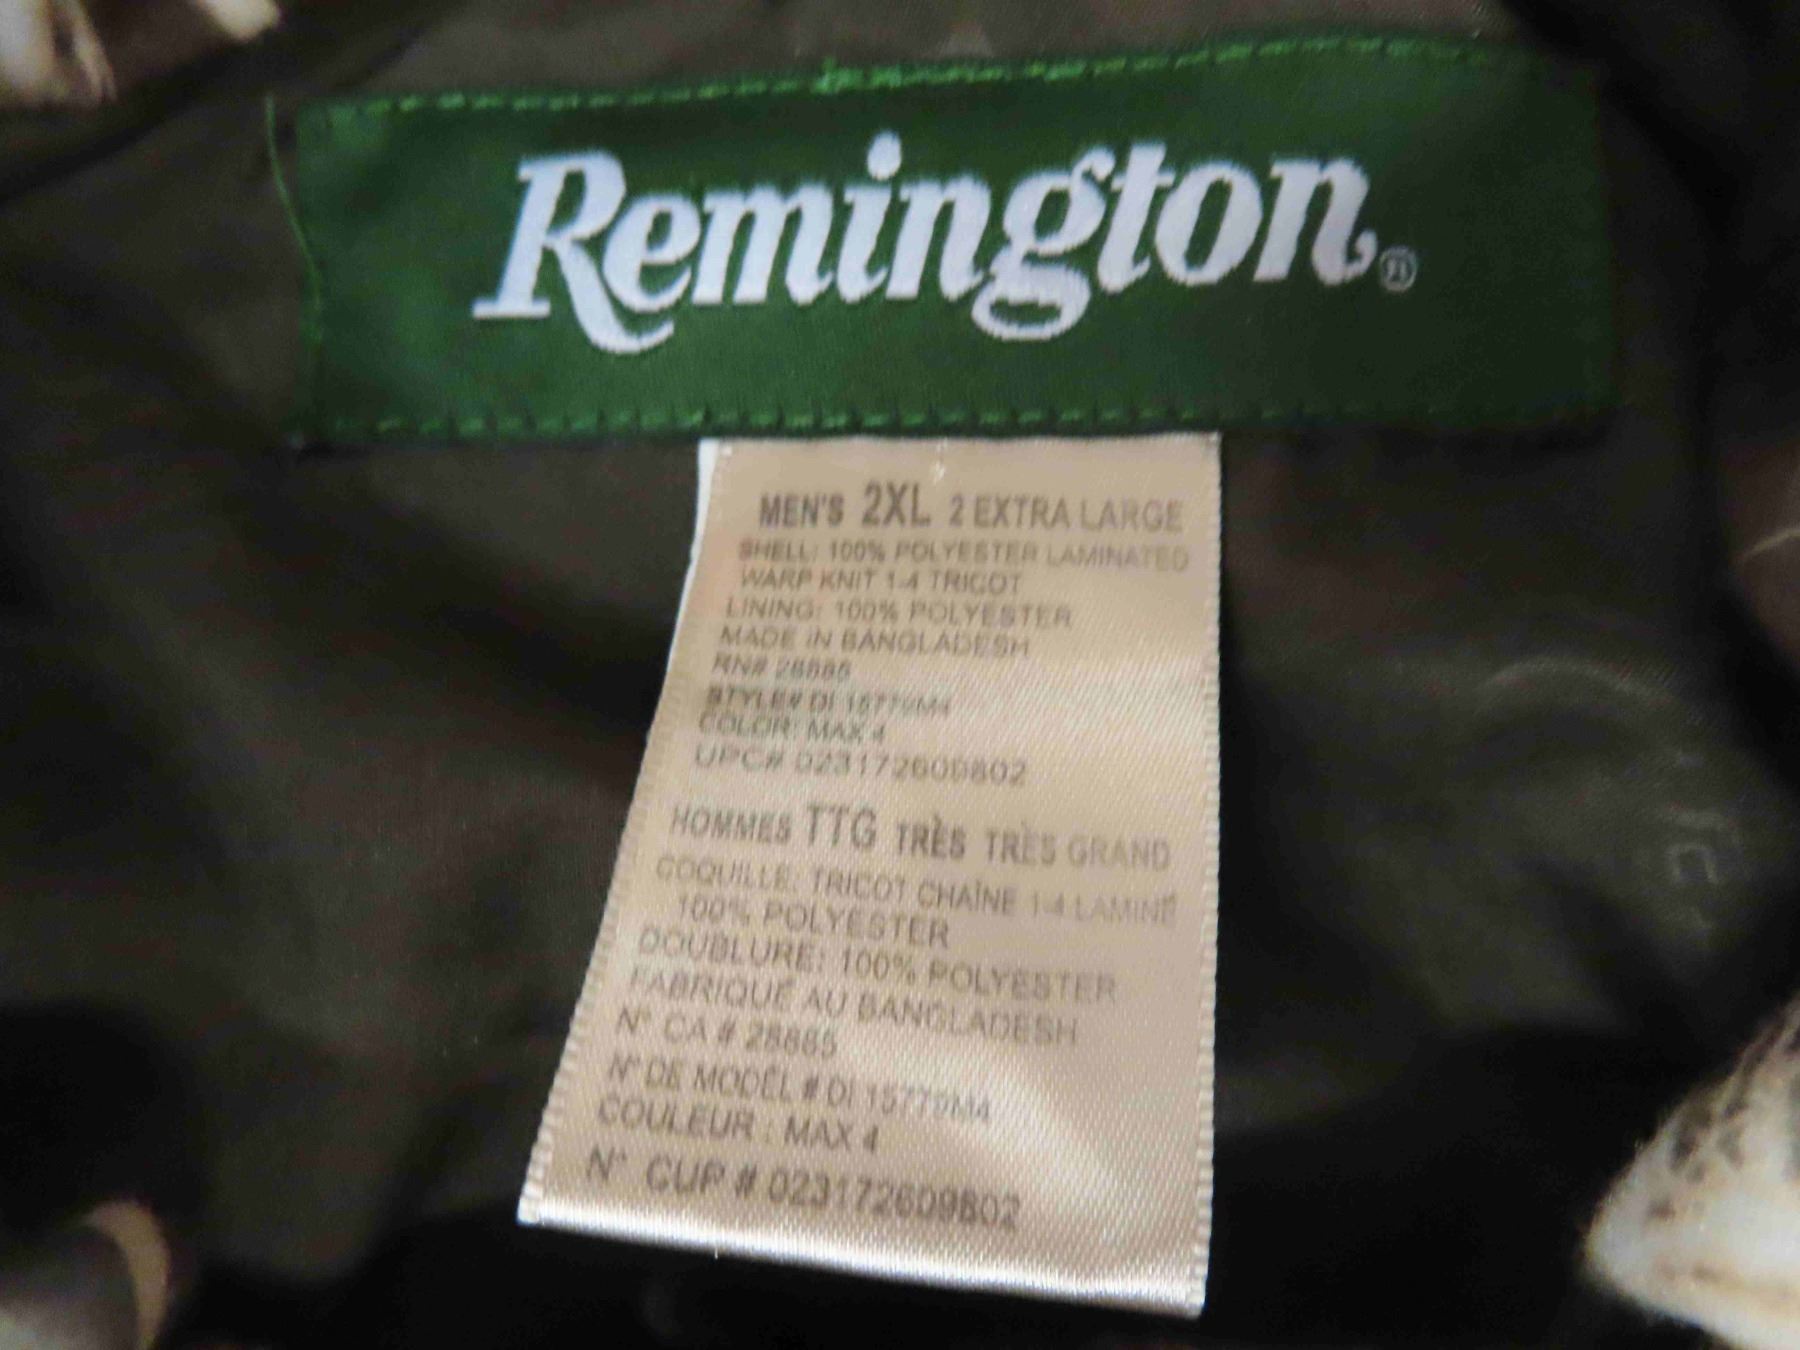 Remington®
MEN'S 2XL 2 EXTRA LARGE
SHELL: 100% POLYESTER LAMINATED
WARP KNIT 1-4 TRICOT
LINING: 100% POLYESTER
MADE IN BANGLADESH
RN# 28885
STYLE# DI 15779M4
COLOR: MAX 4
UPC# 023172609802
HOMMES TTG TRÈS TRÈS GRAND
COQUILLE: TRICOT CHAÎNE 1-4 LAMINÉ
100% POLYESTER
DOUBLURE: 100% POLYESTER
FABRIQUÉ AU BANGLADESH
N° CA # 28885
N° DE MODÈL # DI 15779M4
COULEUR : MAX 4
N° CUP # 023172609802